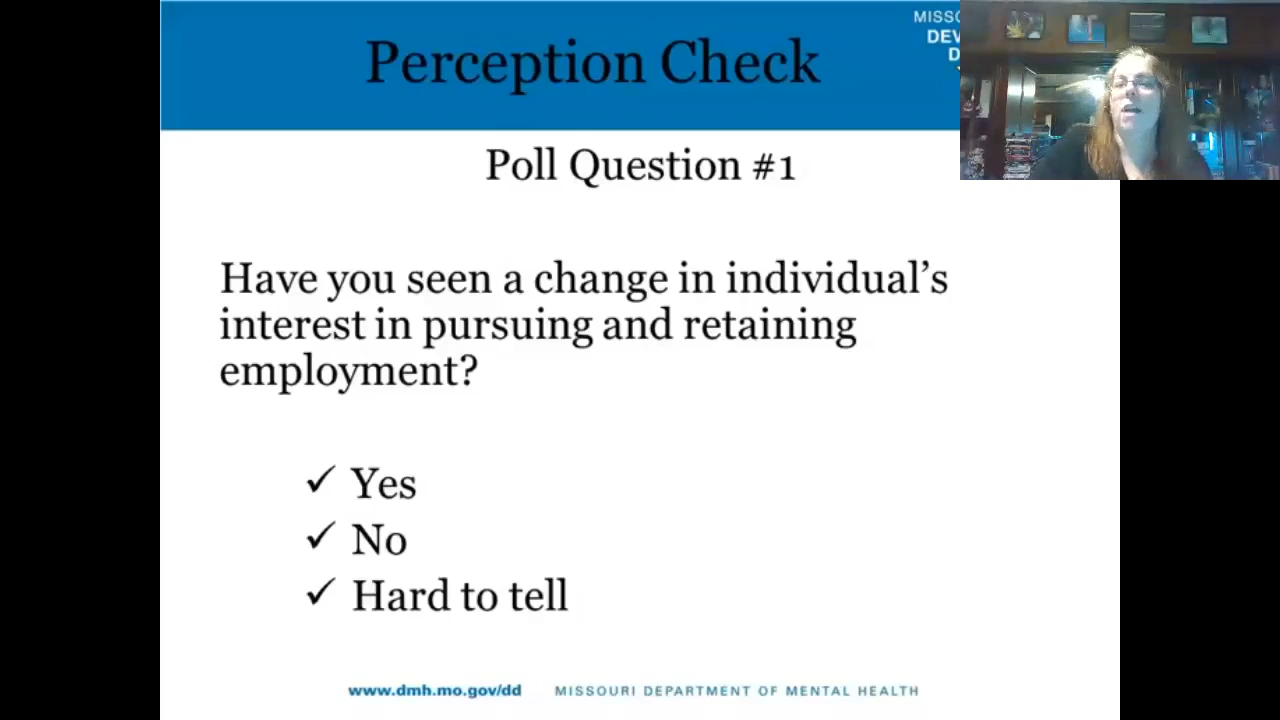 Perception Check
Poll Question #1
Have you seen a change in individual’s
interest in pursuing and retaining
employment?
Yes
No
Hard to tell
www.dmh.mo.gov/dd MISSOURI DEPARTMENT OF MENTAL HEALTH